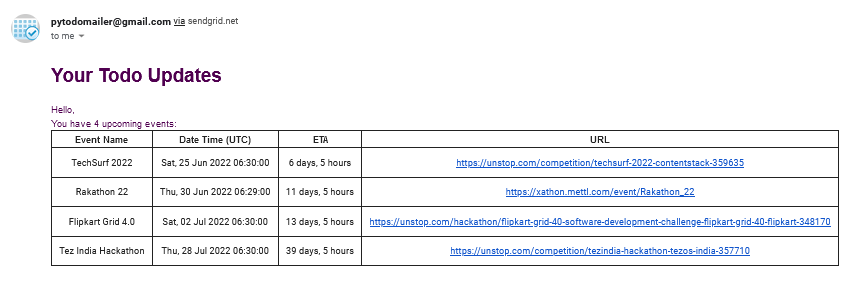 pytodomailer@gmail.com via sendgrid.net
to me
Your Todo Updates
Hello,
You have 4 upcoming events:
Event Name Date Time (UTC) ETA URL
TechSurf 2022 Sat, 25 Jun 2022 06:30:00 6 days, 5 hours https://unstop.com/competition/techsurf-2022-contentstack-359635
Rakathon 22 Thu, 30 Jun 2022 06:29:00 11 days, 5 hours https://xathon.mettl.com/event/Rakathon_22
Flipkart Grid 4.0 Sat, 02 Jul 2022 06:30:00 13 days, 5 hours https://unstop.com/hackathon/flipkart-grid-40-software-development-challenge-flipkart-grid-40-flipkart-348170
Tez India Hackathon Thu, 28 Jul 2022 06:30:00 39 days, 5 hours https://unstop.com/competition/tezindia-hackathon-tezos-india-357710